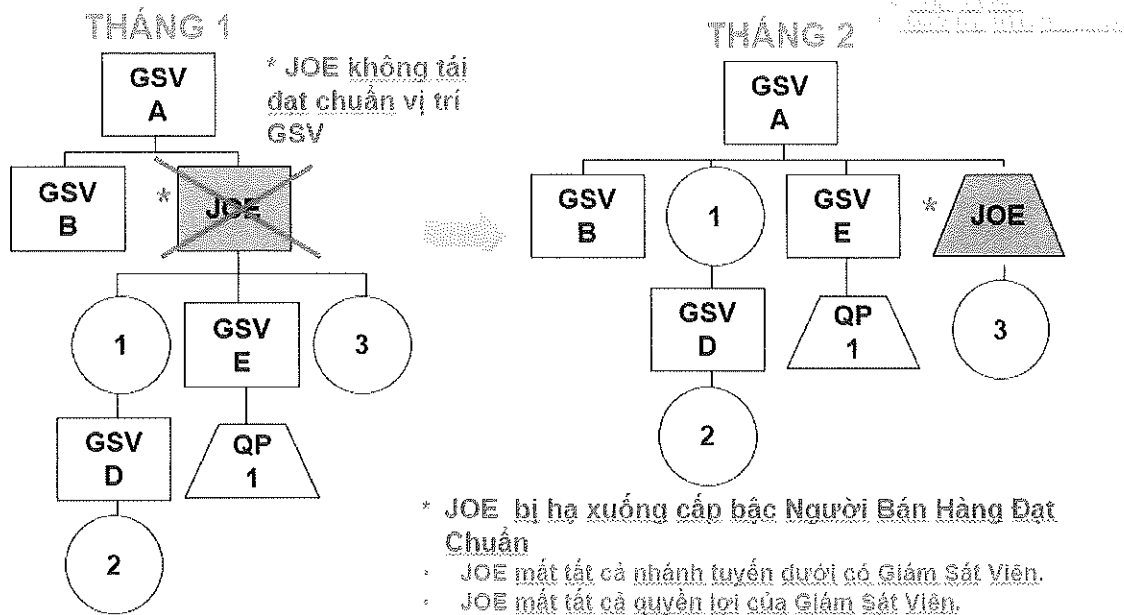 THÁNG 1
GSV
A
* JOE không tái
đạt chuẩn vị trí
GSV
GSV
B
*
JOE
1
GSV
E
3
GSV
D
QP
1
2
THÁNG 2
GSV
A
GSV
B
1
GSV
E
*
JOE
GSV
D
QP
1
3
2
* JOE bị hạ xuống cấp bậc Người Bán Hàng Đạt
Chuẩn
- JOE mất tất cả nhánh tuyến dưới có Giám Sát Viên.
- JOE mất tất cả quyền lợi của Giám Sát Viên.